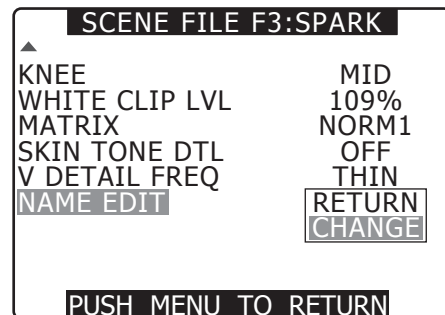 SCENE FILE F3:SPARK
KNEE MID
WHITE CLIP LVL 109%
MATRIX NORM1
SKIN TONE DTL OFF
V DETAIL FREQ THIN
NAME EDIT RETURN
CHANGE
PUSH MENU TO RETURN